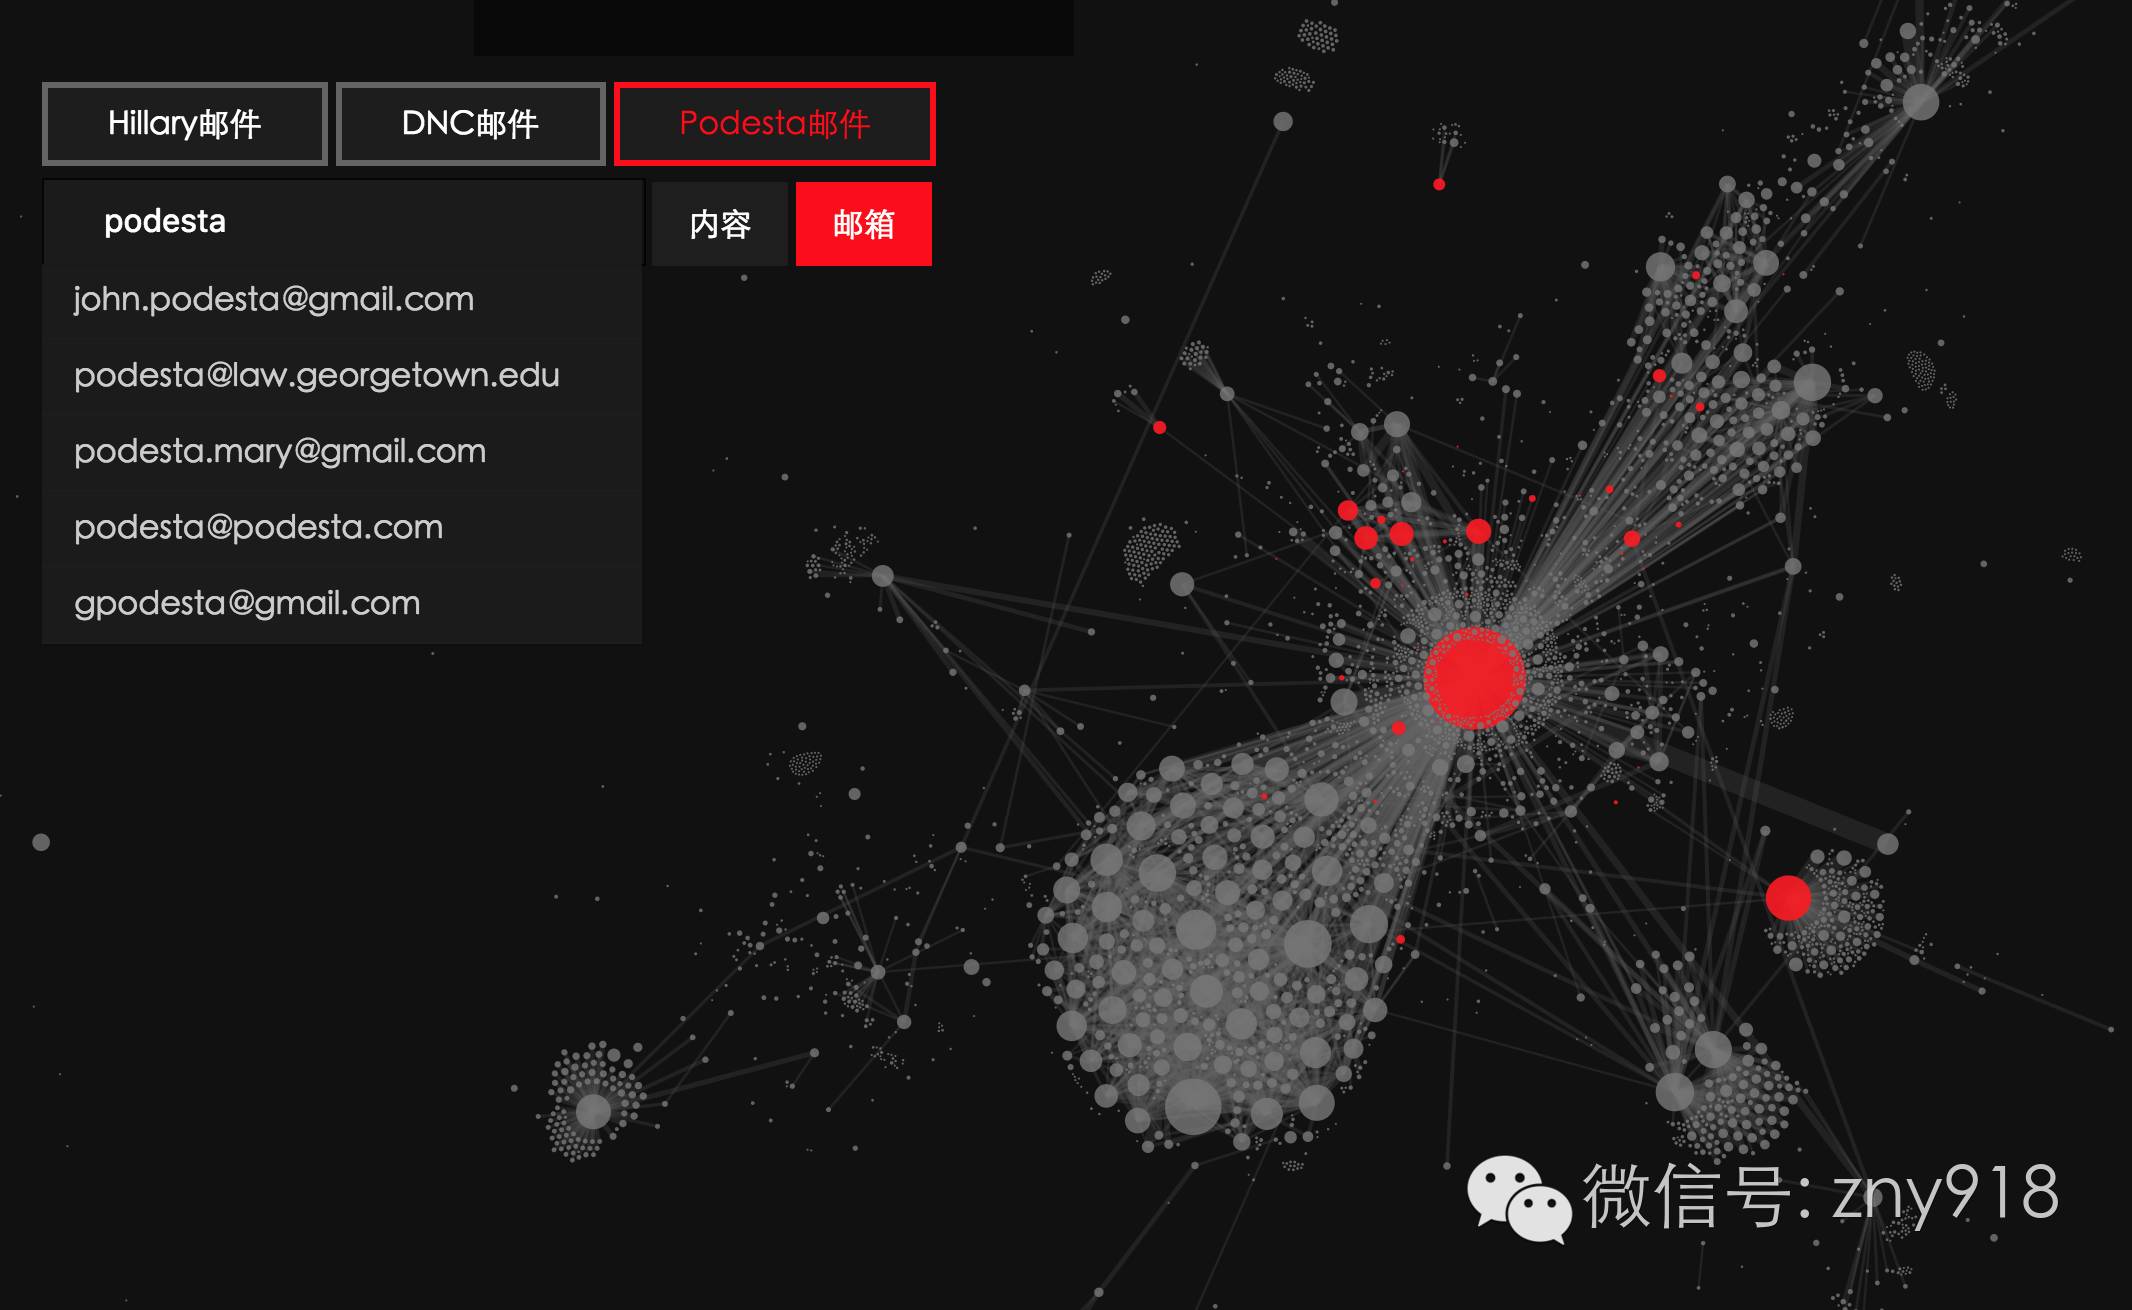 Hillary邮件 DNC邮件 Podesta邮件
podesta 内容 邮箱
john.podesta@gmail.com
podesta@law.georgetown.edu
podesta.mary@gmail.com
podesta@podesta.com
gpodesta@gmail.com
微信号: zny918